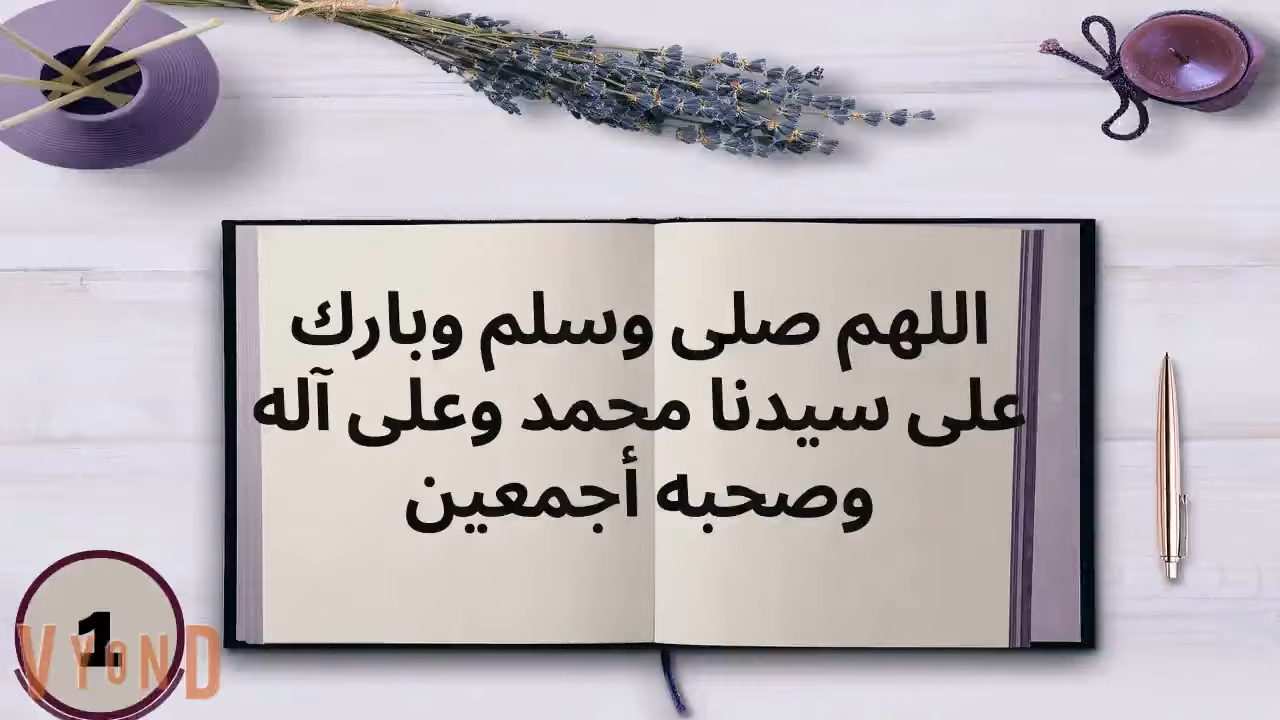 اللهم صلى وسلم وبارك
على سيدنا محمد وعلى آله
وصحبه أجمعين
1
VYOND